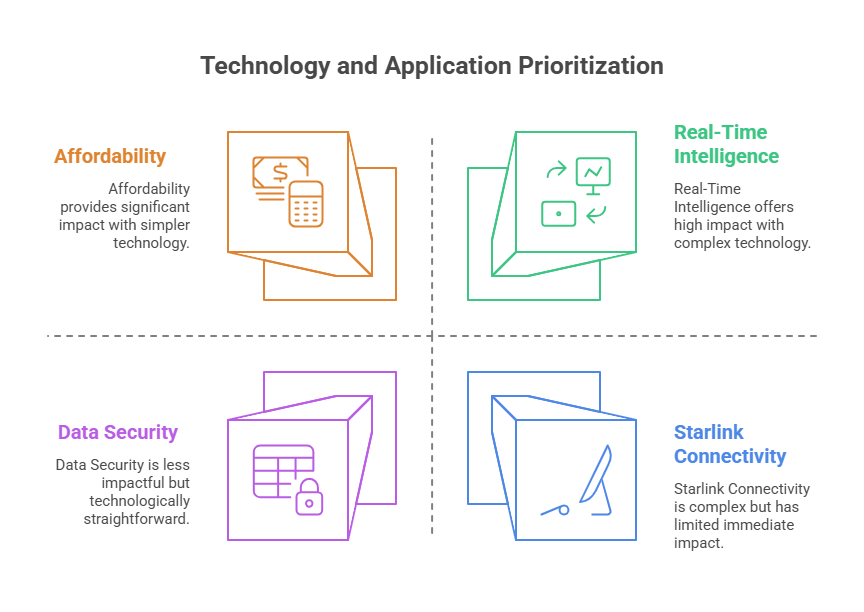 Technology and Application Prioritization
Affordability
Affordability
provides significant
impact with simpler
technology.
$
Real-Time
Intelligence
Real-Time
Intelligence offers
high impact with
complex technology.
Data Security
Data Security is less
impactful but
technologically
straightforward.
Starlink
Connectivity
Starlink Connectivity
is complex but has
limited immediate
impact.